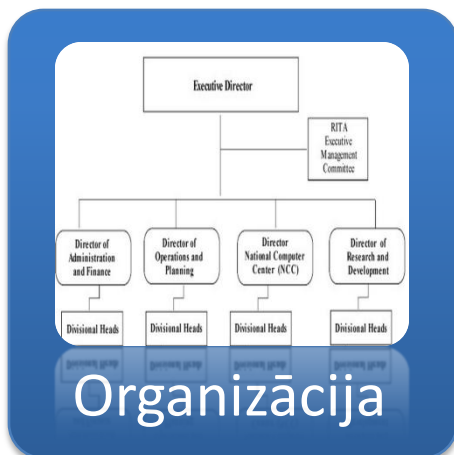 Executive Director
RITA
Executive
Management
Committee
Director of
Administration
and Finance
Director of
Operations and
Planning
Director
National Computer
Center (NCC)
Director of
Research and
Development
Divisional Heads
Divisional Heads
Divisional Heads
Divisional Heads
Organizācija